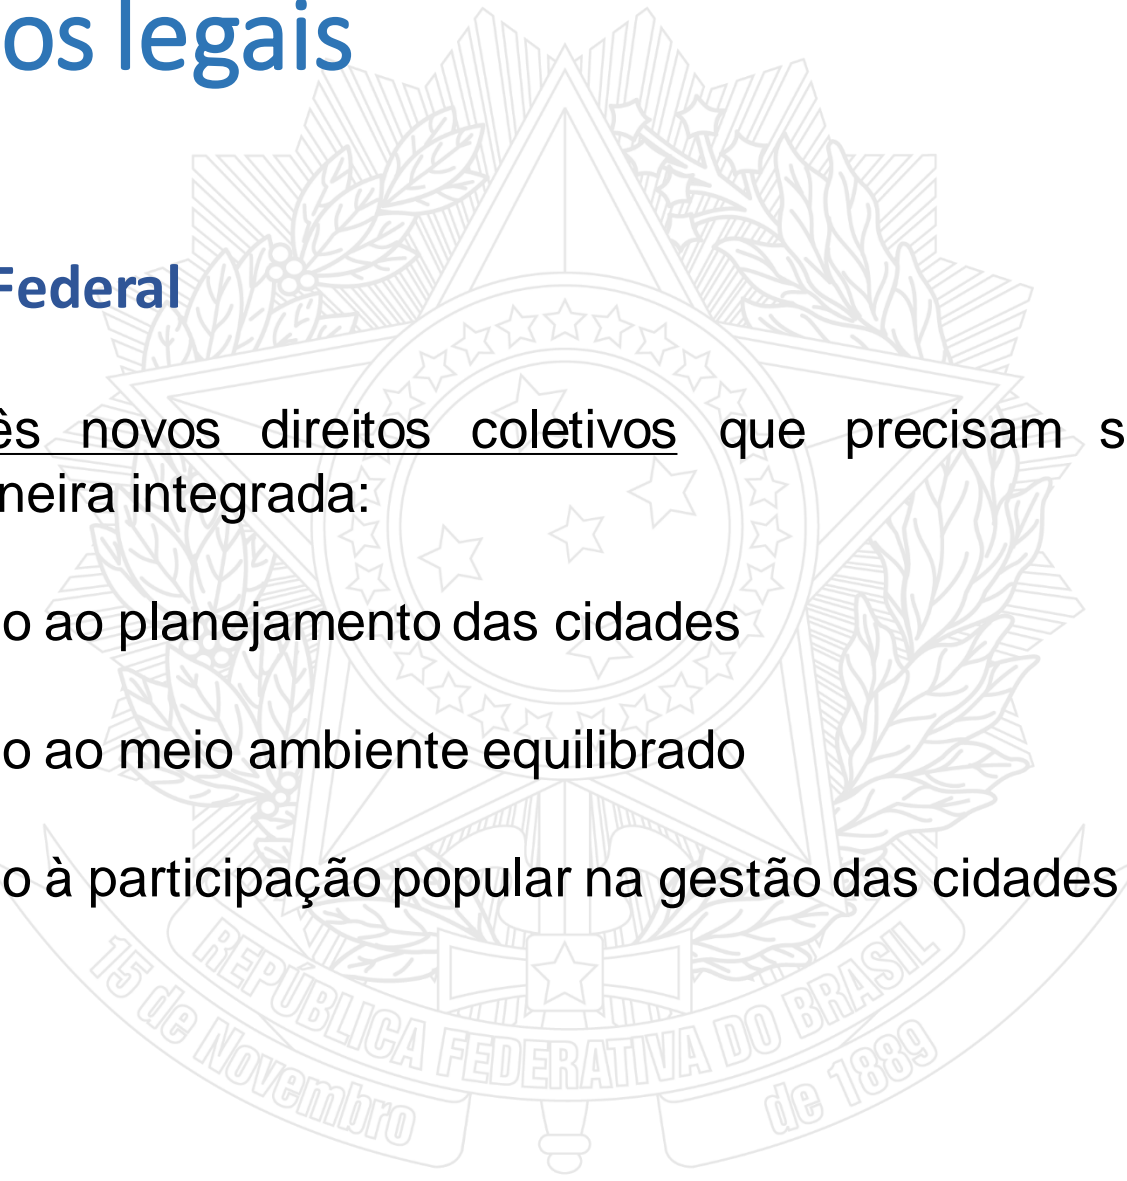 os legais
Federal
ês novos direitos coletivos que precisam s
neira integrada:
o ao planejamento das cidades
o ao meio ambiente equilibrado
o à participação popular na gestão das cidades
REPÚBLICA FEDERATIVA DO BRASIL
15 de Novembro de 1889